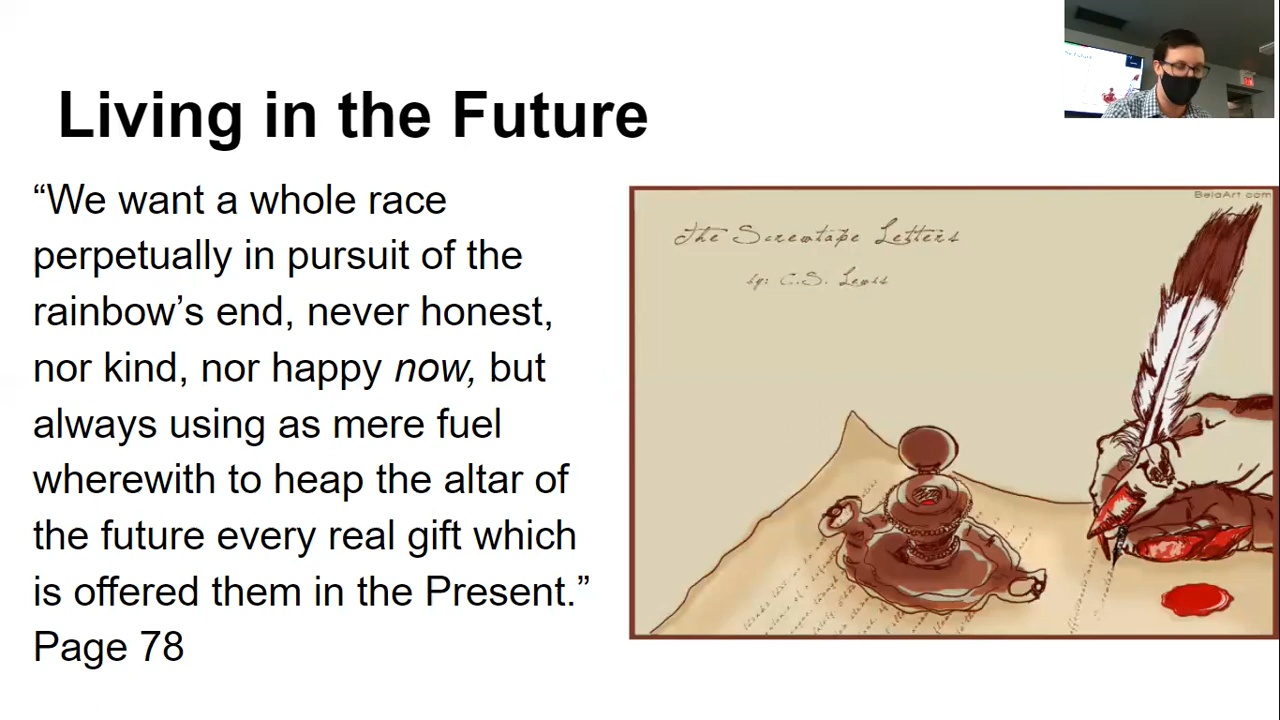 Living in the Future
“We want a whole race
perpetually in pursuit of the
rainbow’s end, never honest,
nor kind, nor happy now, but
always using as mere fuel
wherewith to heap the altar of
the future every real gift which
is offered them in the Present.”
Page 78
BelaArt.com
The Screwtape Letters
by: C.S. Lewis